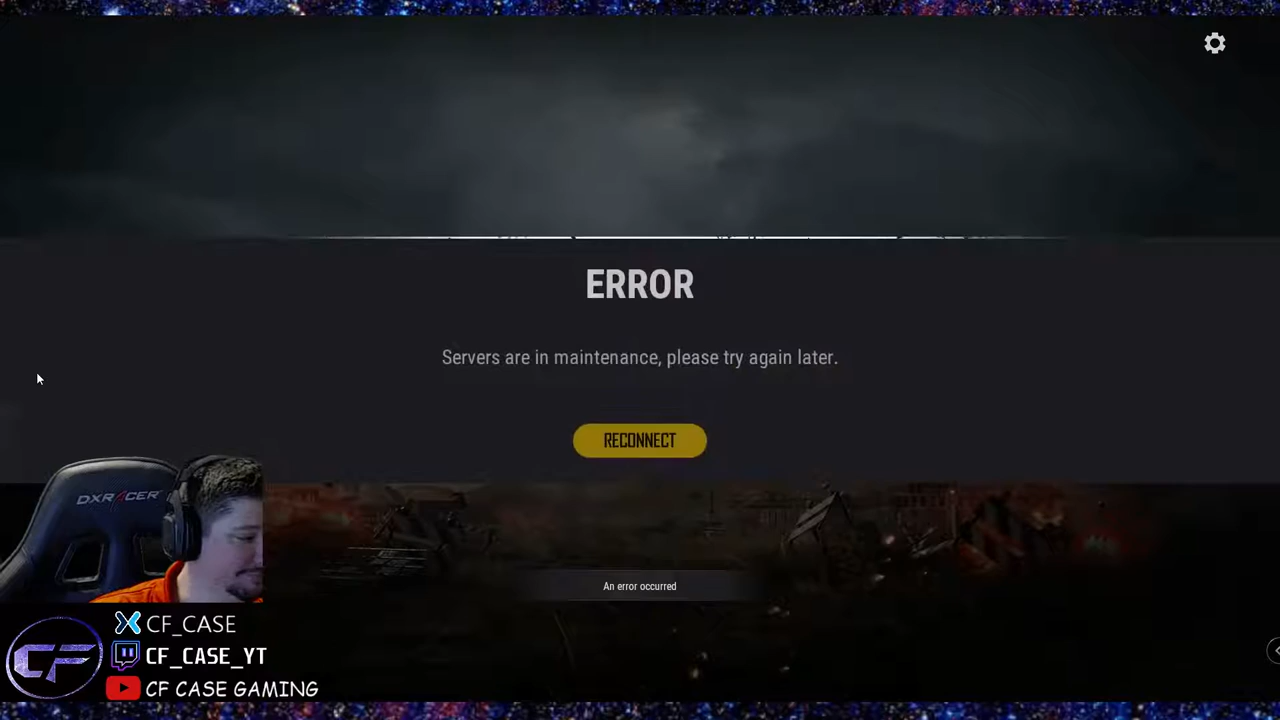 ERROR
Servers are in maintenance, please try again later.
RECONNECT
An error occurred
DXRACER
CF
CF_CASE
CF_CASE_YT
CF CASE GAMING